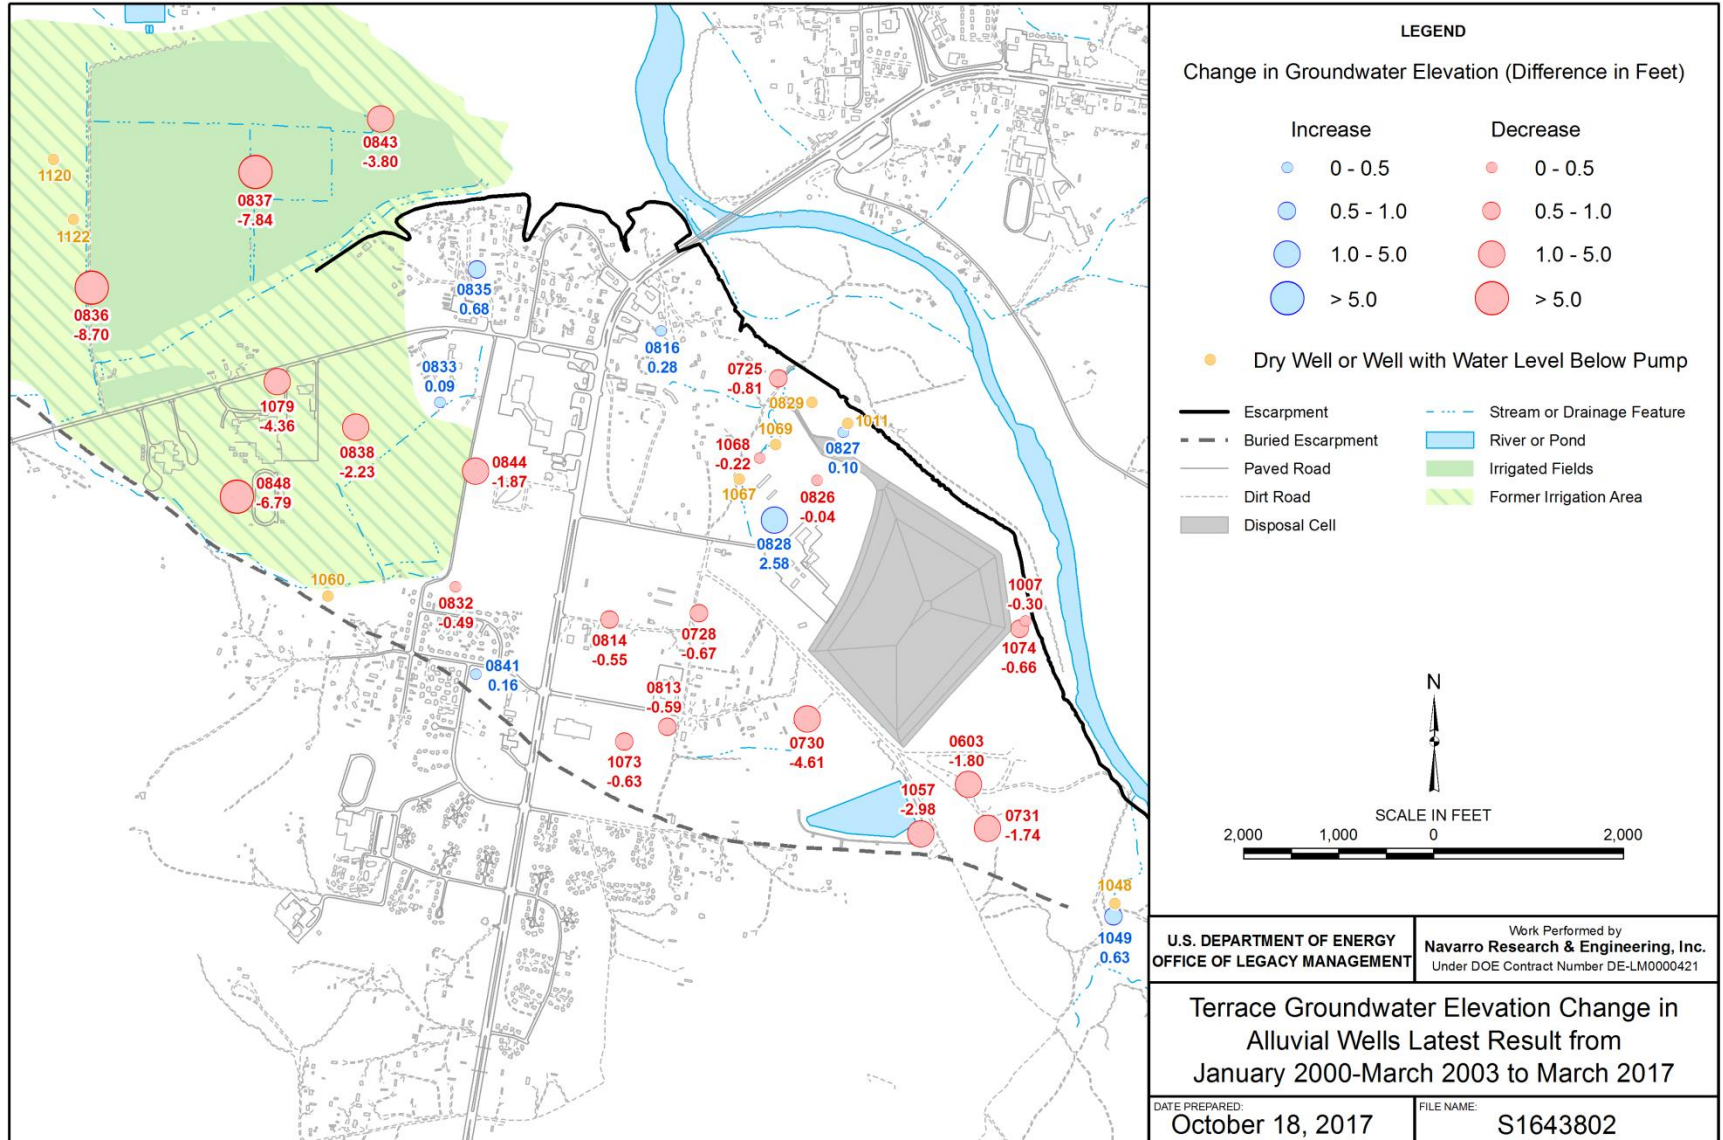 0843
-3.80
1120
0837
-7.84
1122
0836
-8.70
0835
0.68
0833
0.09
0816
0.28
0725
-0.81
0829
1011
1069
0827
0.10
1068
-0.22
1067
0826
-0.04
0828
2.58
1079
-4.36
0838
-2.23
0844
-1.87
0848
-6.79
1060
0832
-0.49
0814
-0.55
0728
-0.67
1007
-0.30
1074
-0.66
0841
0.16
0813
-0.59
1073
-0.63
0730
-4.61
0603
-1.80
1057
-2.98
0731
-1.74
1048
1049
0.63
LEGEND
Change in Groundwater Elevation (Difference in Feet)
Increase Decrease
0 - 0.5 0 - 0.5
0.5 - 1.0 0.5 - 1.0
1.0 - 5.0 1.0 - 5.0
> 5.0 > 5.0
Dry Well or Well with Water Level Below Pump
Escarpment Stream or Drainage Feature
Buried Escarpment River or Pond
Paved Road Irrigated Fields
Dirt Road Former Irrigation Area
Disposal Cell
N
SCALE IN FEET
2,000 1,000 0 2,000
U.S. DEPARTMENT OF ENERGY
OFFICE OF LEGACY MANAGEMENT
Work Performed by
Navarro Research & Engineering, Inc.
Under DOE Contract Number DE-LM0000421
Terrace Groundwater Elevation Change in
Alluvial Wells Latest Result from
January 2000-March 2003 to March 2017
DATE PREPARED:
October 18, 2017
FILE NAME:
S1643802